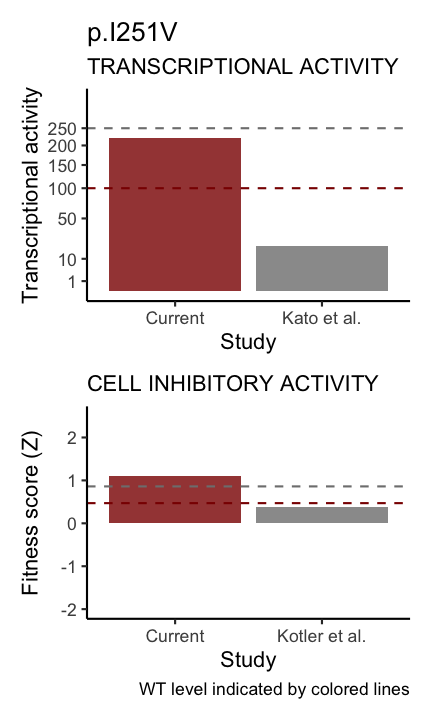 p.I251V
TRANSCRIPTIONAL ACTIVITY
Transcriptional activity
250
200
150
100
50
10
1
Current
Kato et al.
Study
CELL INHIBITORY ACTIVITY
Fitness score (Z)
2
1
0
-1
-2
Current
Kotler et al.
Study
WT level indicated by colored lines